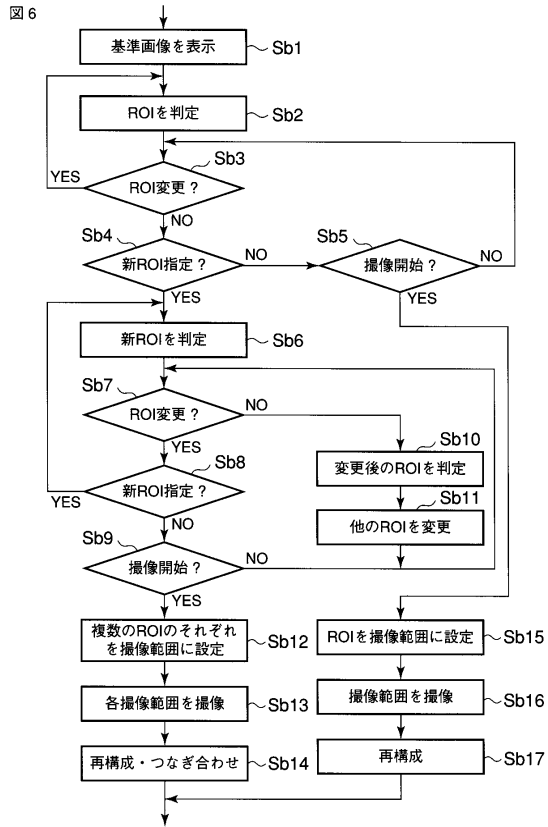 図6
基準画像を表示
Sb1
ROIを判定
Sb2
Sb3
ROI変更？
YES
NO
Sb4
新ROI指定？
NO
YES
Sb5
撮像開始？
NO
YES
新ROIを判定
Sb6
Sb7
ROI変更？
NO
YES
Sb8
新ROI指定？
YES
NO
Sb9
撮像開始？
NO
YES
Sb10
変更後のROIを判定
Sb11
他のROIを変更
複数のROIのそれぞれ
を撮像範囲に設定
Sb12
各撮像範囲を撮像
Sb13
再構成・つなぎ合わせ
Sb14
ROIを撮像範囲に設定
Sb15
撮像範囲を撮像
Sb16
再構成
Sb17